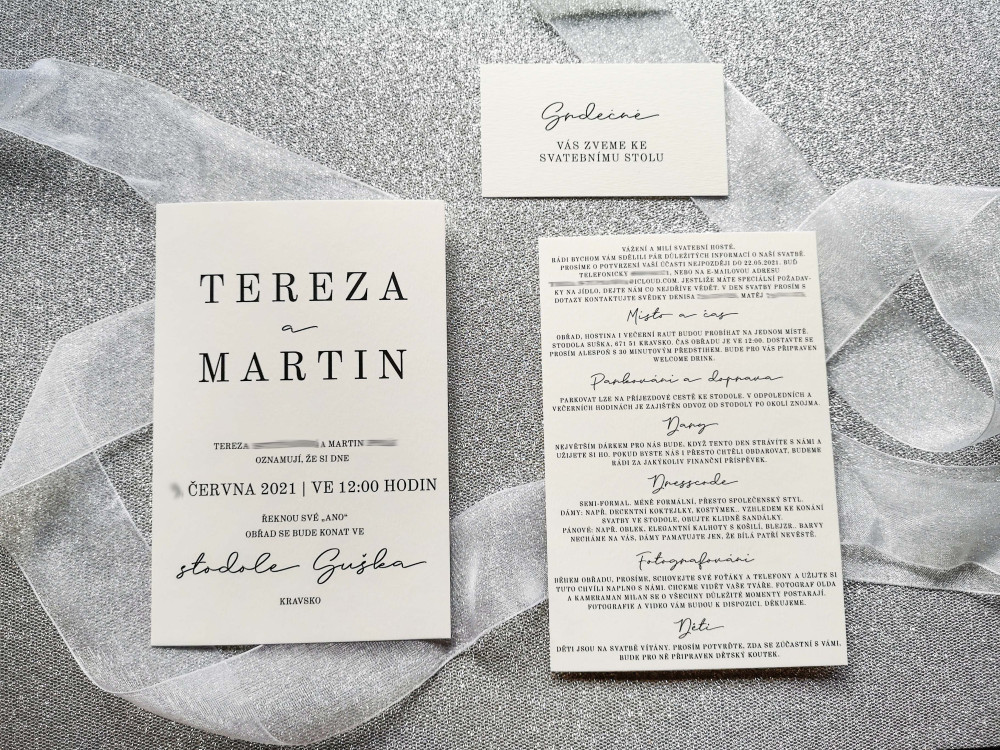 TEREZA
a
MARTIN
TEREZA A MARTIN
OZNAMUJÍ, ŽE SI DNE
ČERVNA 2021 | VE 12:00 HODIN
ŘEKNOU SVÉ „ANO“
OBŘAD SE BUDE KONAT VE
stodole Suška
KRAVSKO
Srdečně
VÁS ZVEME KE
SVATEBNÍMU STOLU
VÁŽENÍ A MILÍ SVATEBNÍ HOSTÉ.
RÁDI BYCHOM VÁM SDĚLILI PÁR DŮLEŽITÝCH INFORMACÍ O NAŠÍ SVATBĚ.
PROSÍME O POTVRZENÍ VAŠÍ ÚČASTI NEJPOZDĚJI DO 22.05.2021. BUĎ
TELEFONICKY 1, NEBO NA E-MAILOVOU ADRESU
@ICLOUD.COM. JESTLIŽE MÁTE SPECIÁLNÍ POŽADAV-
KY NA JÍDLO, DEJTE NÁM CO NEJDŘÍVE VĚDĚT. V DEN SVATBY PROSÍM S
DOTAZY KONTAKTUJTE SVĚDKY DENISA , MATĚJ
Místo a čas
OBŘAD, HOSTINA I VEČERNÍ RAUT BUDOU PROBÍHAT NA JEDNOM MÍSTĚ.
STODOLA SUŠKA, 671 51 KRAVSKO. ČAS OBŘADU JE VE 12:00. DOSTAVTE SE
PROSÍM ALESPOŇ S 30 MINUTOVÝM PŘEDSTIHEM. BUDE PRO VÁS PŘIPRAVEN
WELCOME DRINK.
Parkování a doprava
PARKOVAT LZE NA PŘÍJEZDOVÉ CESTĚ KE STODOLE. V ODPOLEDNÍCH A
VEČERNÍCH HODINÁCH JE ZAJIŠTĚN ODVOZ OD STODOLY PO OKOLÍ ZNOJMA.
Dary
NEJVĚTŠÍM DÁRKEM PRO NÁS BUDE, KDYŽ TENTO DEN STRÁVÍTE S NÁMI A
UŽIJETE SI HO. POKUD BYSTE NÁS I PŘESTO CHTĚLI OBDAROVAT, BUDEME
RÁDI ZA JAKÝKOLIV FINANČNÍ PŘÍSPĚVEK.
Dresscode
SEMI-FORMAL, MÉNĚ FORMÁLNÍ, PŘESTO SPOLEČENSKÝ STYL.
DÁMY: NAPŘ. DECENTNÍ KOKTEJLKY, KOSTÝMEK.. VZHLEDEM KE KONÁNÍ
SVATBY VE STODOLE, OBUJTE KLIDNĚ SANDÁLKY.
PÁNOVÉ: NAPŘ. OBLEK, ELEGANTNÍ KALHOTY S KOŠILÍ, BLEJZR.. BARVY
NECHÁME NA VÁS, DÁMY PAMATUJTE JEN, ŽE BÍLÁ PATŘÍ NEVĚSTĚ.
Fotografování
BĚHEM OBŘADU, PROSÍME, SCHOVEJTE SVÉ FOŤÁKY A TELEFONY A UŽIJTE SI
TUTO CHVÍLI NAPLNO S NÁMI. CHCEME VIDĚT VAŠE TVÁŘE. FOTOGRAF OLDA
A KAMERAMAN MILAN SE O VŠECHNY DŮLEŽITÉ MOMENTY POSTARAJÍ.
FOTOGRAFIE A VIDEO VÁM BUDOU K DISPOZICI. DĚKUJEME.
Děti
DĚTI JSOU NA SVATBĚ VÍTÁNY. PROSÍM POTVRĎTE, ZDA SE ZÚČASTNÍ S VÁMI.
BUDE PRO NĚ PŘIPRAVEN DĚTSKÝ KOUTEK.